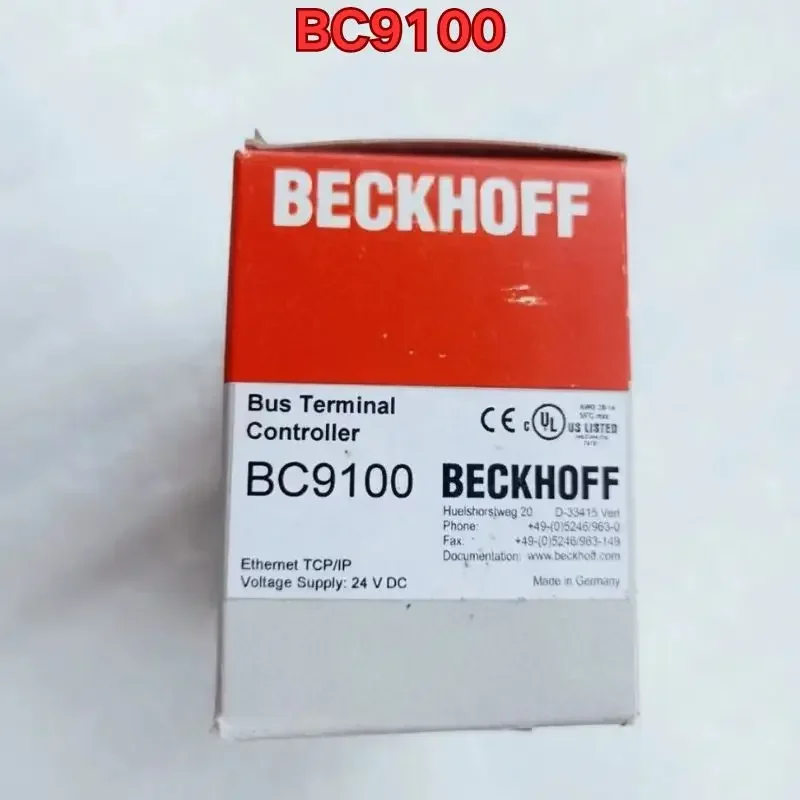 BC9100
BECKHOFF
Bus Terminal
Controller
CE
c UL US LISTED
BC9100
BECKHOFF
Huelshorstweg 20 D-33415 Verl
Phone: +49-(0)5246/963-0
Fax: +49-(0)5246/963-149
Documentation: www.beckhoff.com
Ethernet TCP/IP
Voltage Supply: 24 V DC
Made in Germany